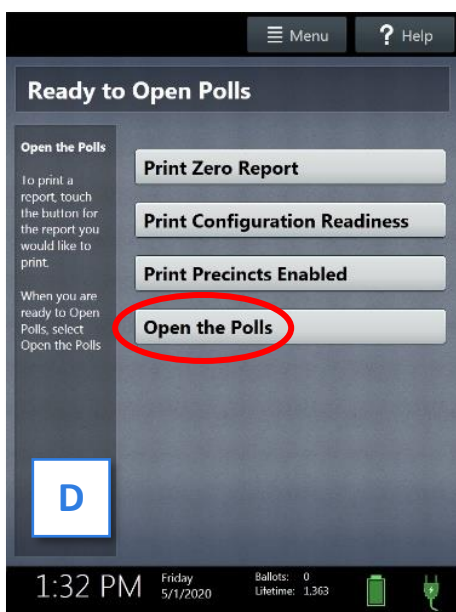 Menu
? Help
Ready to Open Polls
Open the Polls
To print a
report, touch
the button for
the report you
would like to
print.
When you are
ready to Open
Polls, select
Open the Polls
Print Zero Report
Print Configuration Readiness
Print Precincts Enabled
Open the Polls
D
1:32 PM
Friday
5/1/2020
Ballots: 0
Lifetime: 1,363